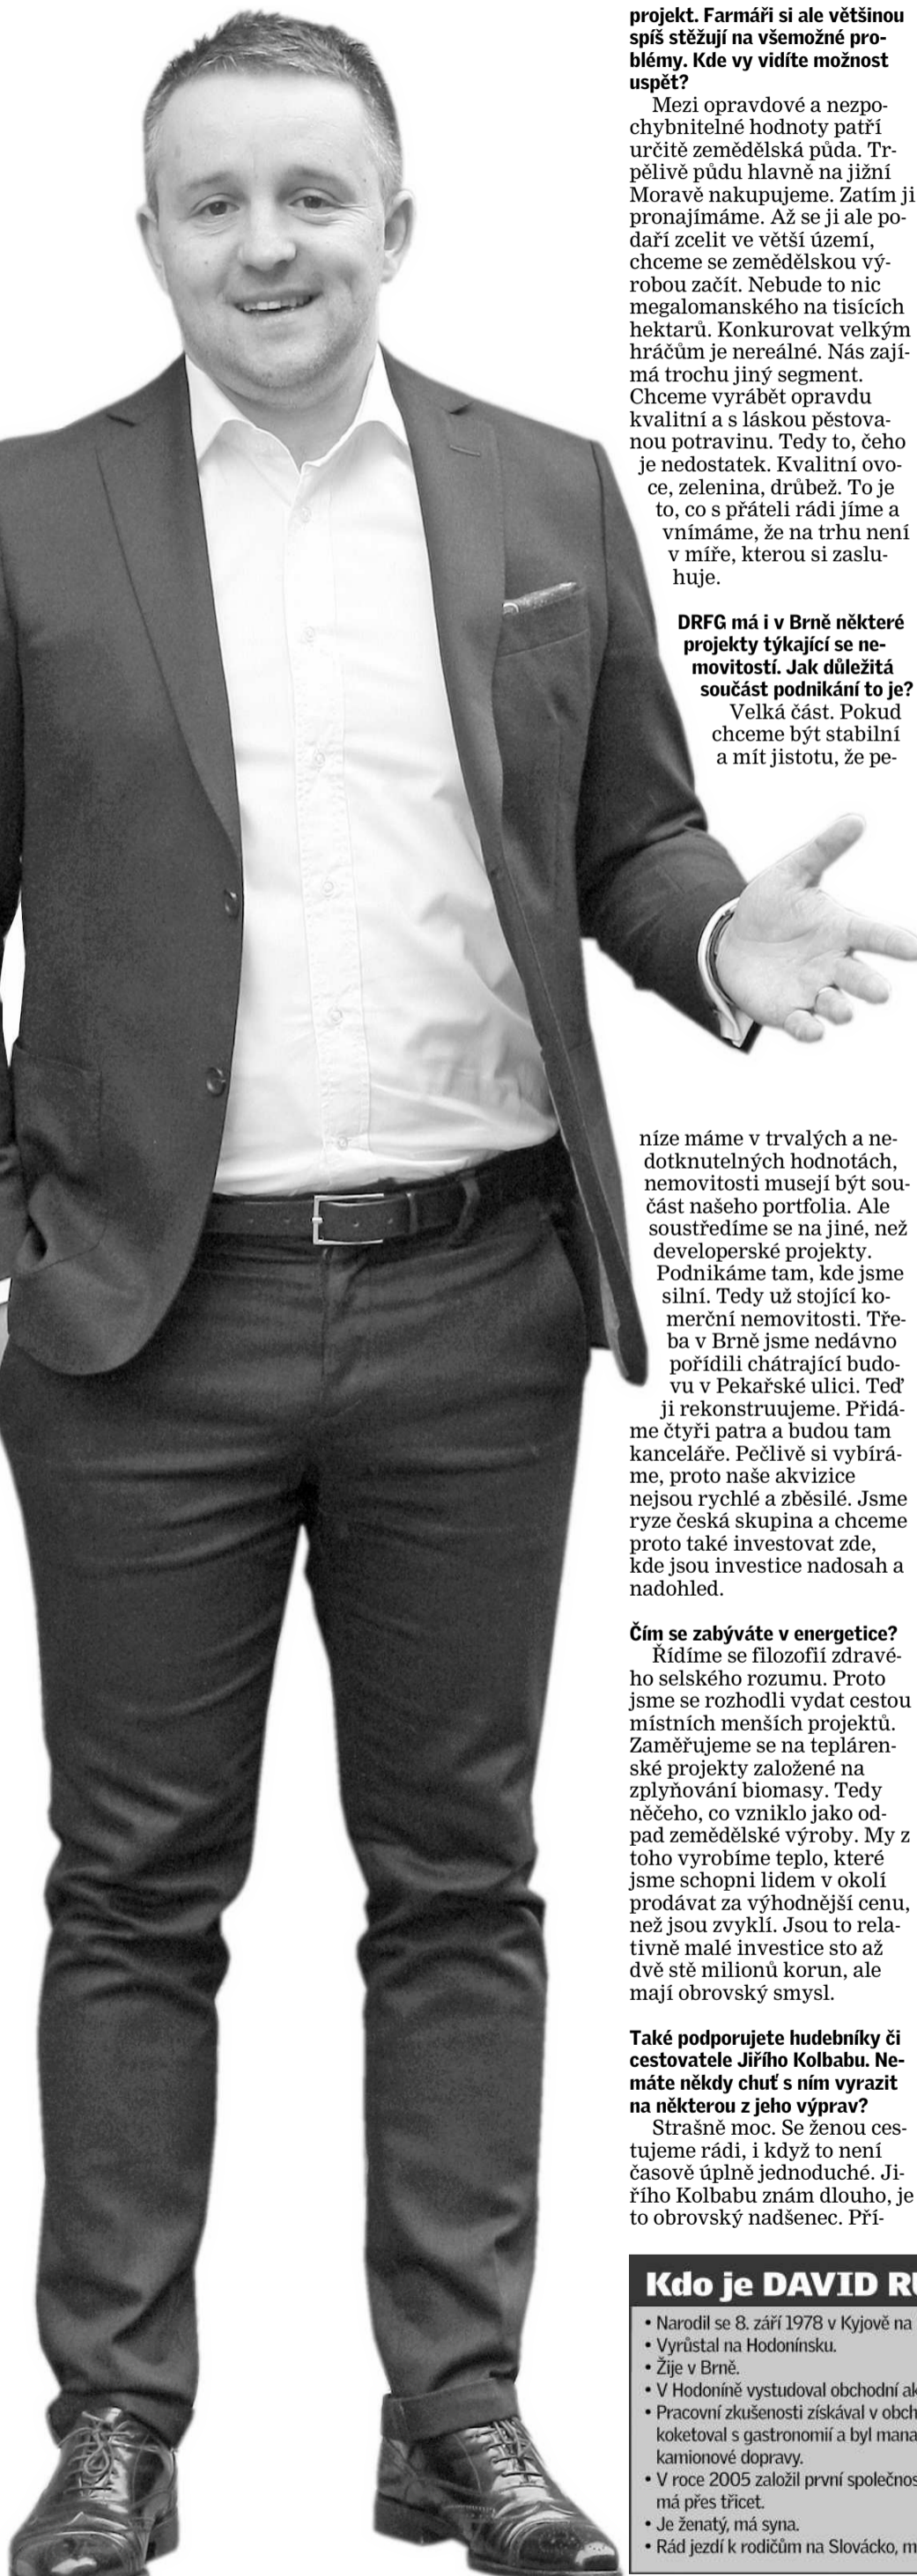 projekt. Farmáři si ale většinou
spíš stěžují na všemožné pro-
blémy. Kde vy vidíte možnost
uspět?
Mezi opravdové a nezpo-
chybnitelné hodnoty patří
určitě zemědělská půda. Tr-
pělivě půdu hlavně na jižní
Moravě nakupujeme. Zatím ji
pronajímáme. Až se ji ale po-
daří zcelit ve větší území,
chceme se zemědělskou vý-
robou začít. Nebude to nic
megalomanského na tisících
hektarů. Konkurovat velkým
hráčům je nereálné. Nás zají-
má trochu jiný segment.
Chceme vyrábět opravdu
kvalitní a s láskou pěstova-
nou potravinu. Tedy to, čeho
je nedostatek. Kvalitní ovo-
ce, zelenina, drůbež. To je
to, co s přáteli rádi jíme a
vnímáme, že na trhu není
v míře, kterou si zaslu-
huje.
DRFG má i v Brně některé
projekty týkající se ne-
movitostí. Jak důležitá
součást podnikání to je?
Velká část. Pokud
chceme být stabilní
a mít jistotu, že pe-
níze máme v trvalých a ne-
dotknutelných hodnotách,
nemovitosti musejí být sou-
část našeho portfolia. Ale
soustředíme se na jiné, než
developerské projekty.
Podnikáme tam, kde jsme
silní. Tedy už stojící ko-
merční nemovitosti. Tře-
ba v Brně jsme nedávno
pořídili chátrající budo-
vu v Pekařské ulici. Teď
ji rekonstruujeme. Přidá-
me čtyři patra a budou tam
kanceláře. Pečlivě si vybírá-
me, proto naše akvizice
nejsou rychlé a zběsilé. Jsme
ryze česká skupina a chceme
proto také investovat zde,
kde jsou investice nadosah a
nadohled.
Čím se zabýváte v energetice?
Řídíme se filozofií zdravé-
ho selského rozumu. Proto
jsme se rozhodli vydat cestou
místních menších projektů.
Zaměřujeme se na tepláren-
ské projekty založené na
zplyňování biomasy. Tedy
něčeho, co vzniklo jako od-
pad zemědělské výroby. My z
toho vyrobíme teplo, které
jsme schopni lidem v okolí
prodávat za výhodnější cenu,
než jsou zvyklí. Jsou to rela-
tivně malé investice sto až
dvě stě milionů korun, ale
mají obrovský smysl.
Také podporujete hudebníky či
cestovatele Jiřího Kolbabu. Ne-
máte někdy chuť s ním vyrazit
na některou z jeho výprav?
Strašně moc. Se ženou ces-
tujeme rádi, i když to není
časově úplně jednoduché. Ji-
řího Kolbabu znám dlouho, je
to obrovský nadšenec. Pří-
Kdo je DAVID RU
• Narodil se 8. září 1978 v Kyjově na
• Vyrůstal na Hodonínsku.
• Žije v Brně.
• V Hodoníně vystudoval obchodní ak
• Pracovní zkušenosti získával v obch
koketoval s gastronomií a byl mana
kamionové dopravy.
• V roce 2005 založil první společnos
má přes třicet.
• Je ženatý, má syna.
• Rád jezdí k rodičům na Slovácko, m